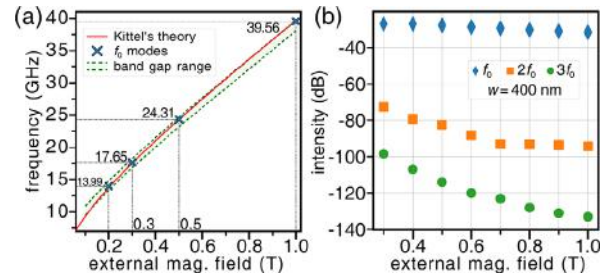 (a)
40
35
30
25
20
15
10
frequency (GHz)
Kittel's theory
f₀ modes
band gap range
39.56
24.31
17.65
13.99
0.3
0.5
0.2
0.4
0.6
0.8
1.0
external mag. field (T)
(b)
-40
-60
-80
-100
-120
-140
intensity (dB)
f₀ 2f₀ 3f₀
w = 400 nm
0.4
0.6
0.8
1.0
external mag. field (T)